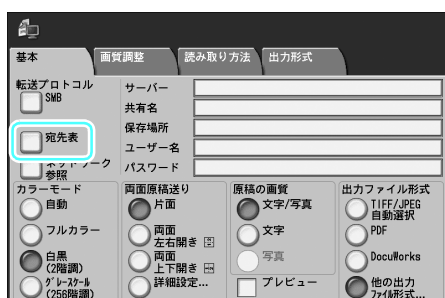 基本
画質調整
読み取り方法
出力形式
転送プロトコル
SMB
宛先表
ネットワーク
参照
サーバー
共有名
保存場所
ユーザー名
パスワード
カラーモード
自動
フルカラー
白黒
(2階調)
グレースケール
(256階調)
両面原稿送り
片面
両面
左右開き
両面
上下開き
詳細設定...
原稿の画質
文字/写真
文字
写真
プレビュー
出力ファイル形式
TIFF/JPEG
自動選択
PDF
DocuWorks
他の出力
ファイル形式...